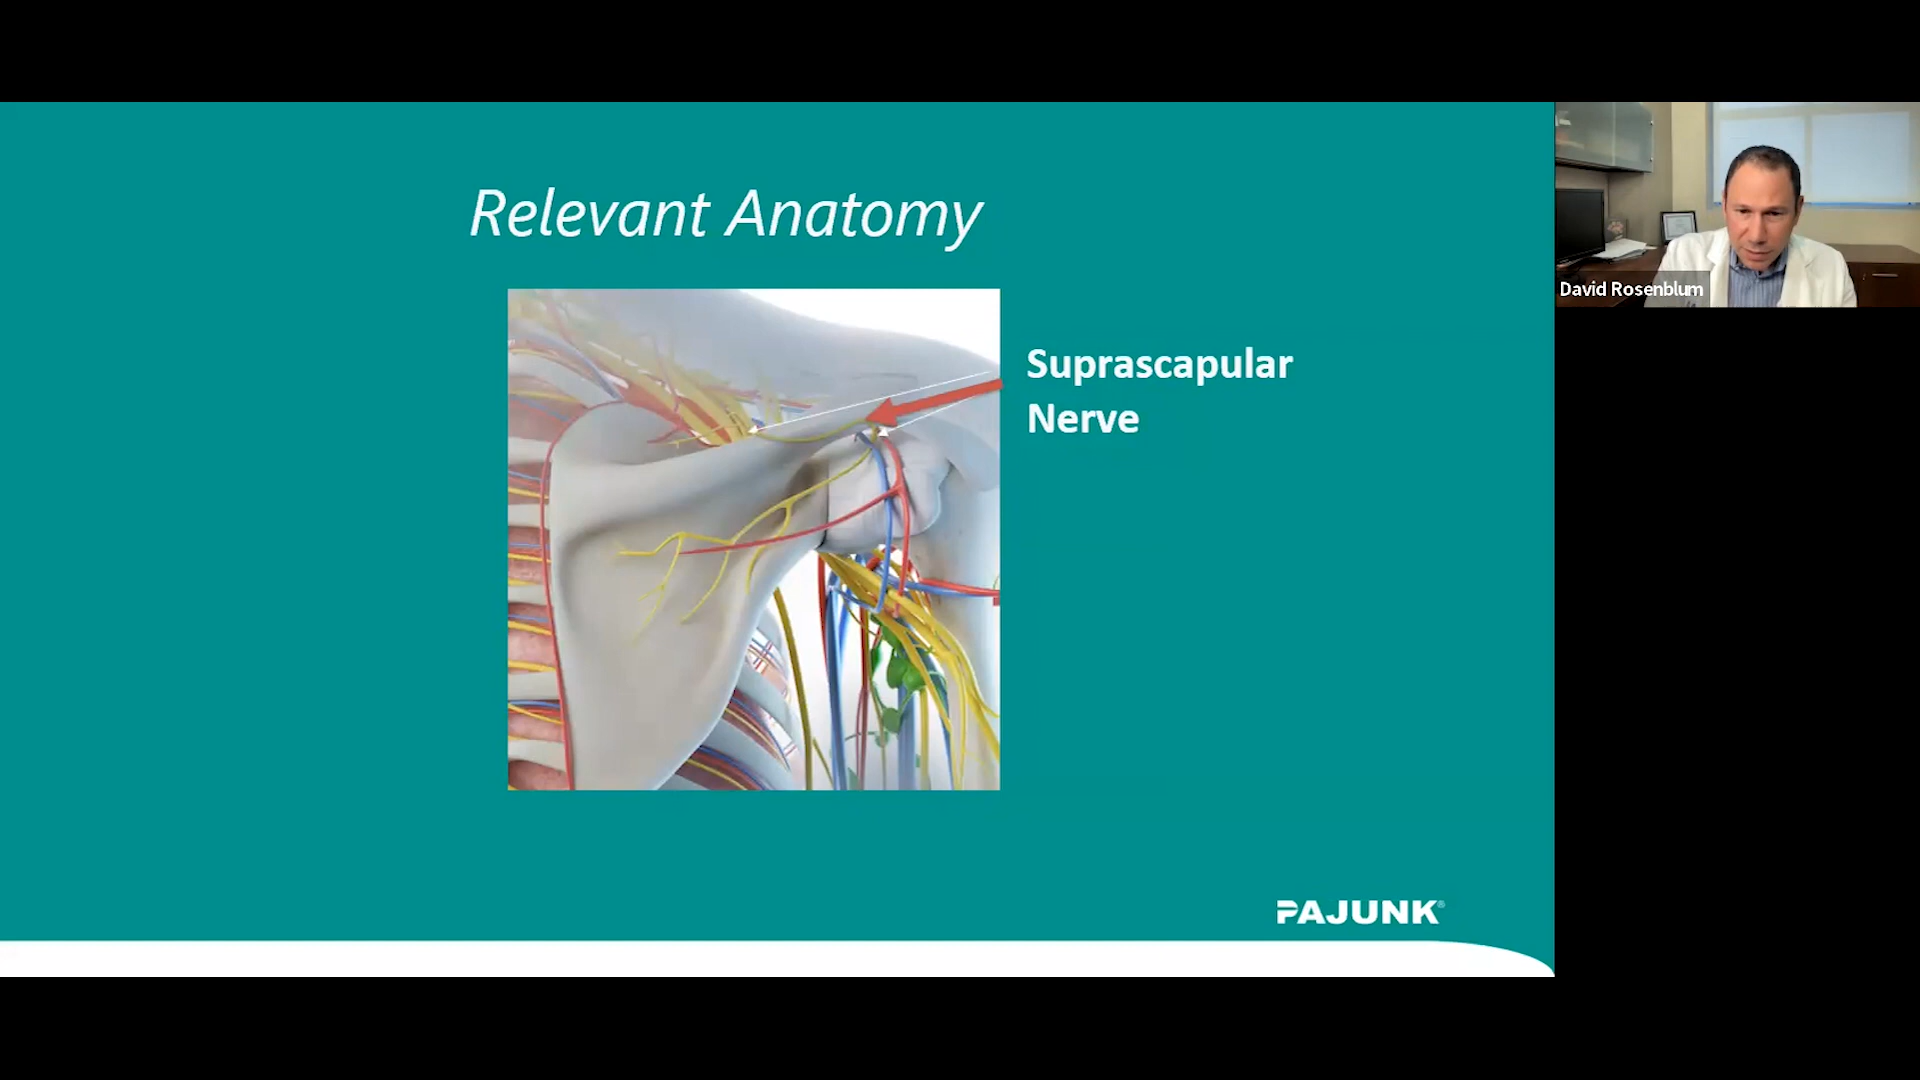 Relevant Anatomy
Suprascapular
Nerve
David Rosenblum
PAJUNK®